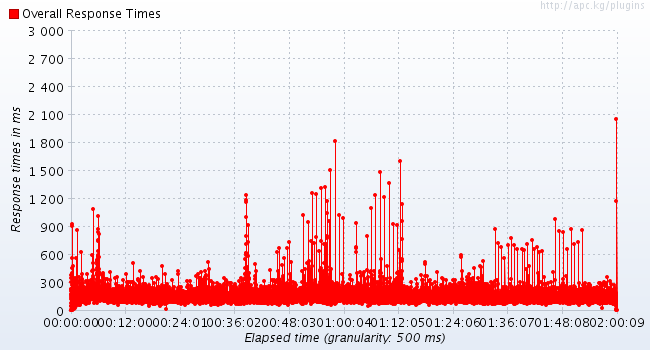 http://apc.kg/plugins
Overall Response Times
3 000
2 700
2 400
2 100
1 800
1 500
1 200
900
600
300
0
Response times in ms
00:00:00 00:12:00 00:24:01 00:36:02 00:48:03 01:00:04 01:12:05 01:24:06 01:36:07 01:48:08 02:00:09
Elapsed time (granularity: 500 ms)